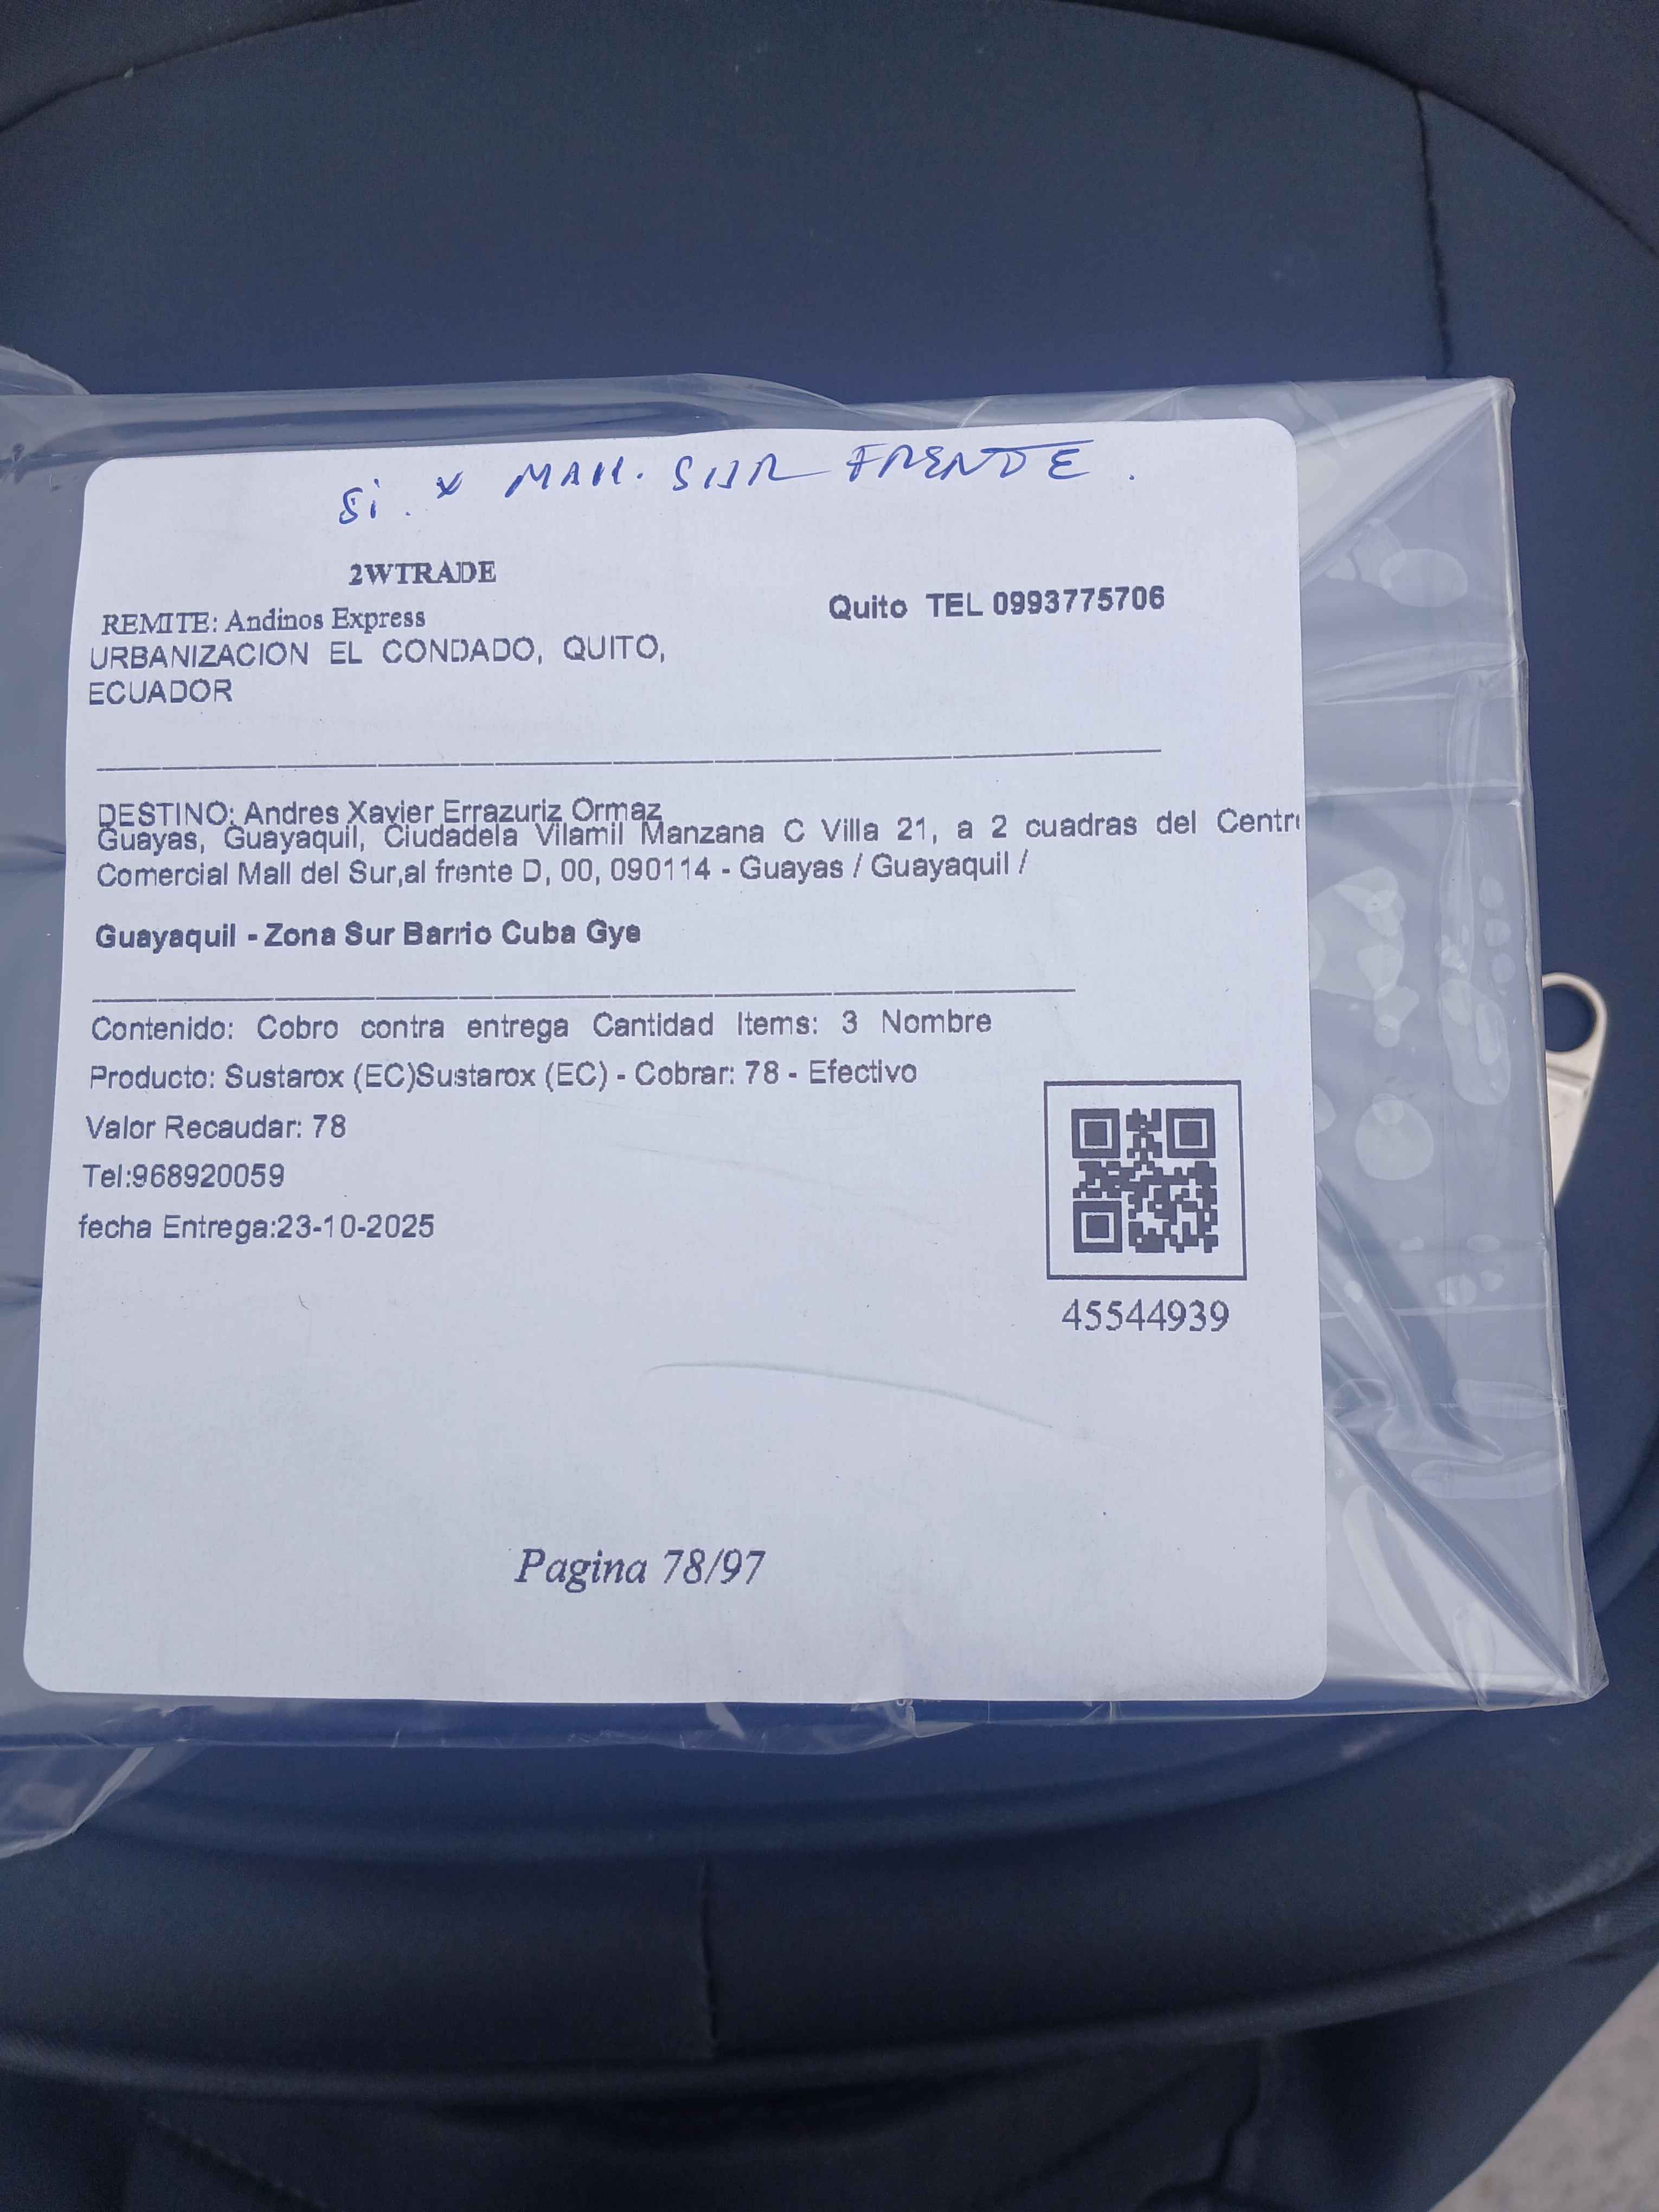 Si. x MALL. SUR FRENTE.
2WTRADE
REMITE: Andinos Express
Quito TEL 0993775706
URBANIZACION EL CONDADO, QUITO,
ECUADOR
DESTINO: Andres Xavier Errazuriz Ormaz
Guayas, Guayaquil, Ciudadela Vilamil Manzana C Villa 21, a 2 cuadras del Centr
Comercial Mall del Sur,al frente D, 00, 090114 - Guayas / Guayaquil /
Guayaquil - Zona Sur Barrio Cuba Gye
Contenido: Cobro contra entrega Cantidad Items: 3 Nombre
Producto: Sustarox (EC)Sustarox (EC) - Cobrar: 78 - Efectivo
Valor Recaudar: 78
Tel:968920059
fecha Entrega:23-10-2025
45544939
Pagina 78/97